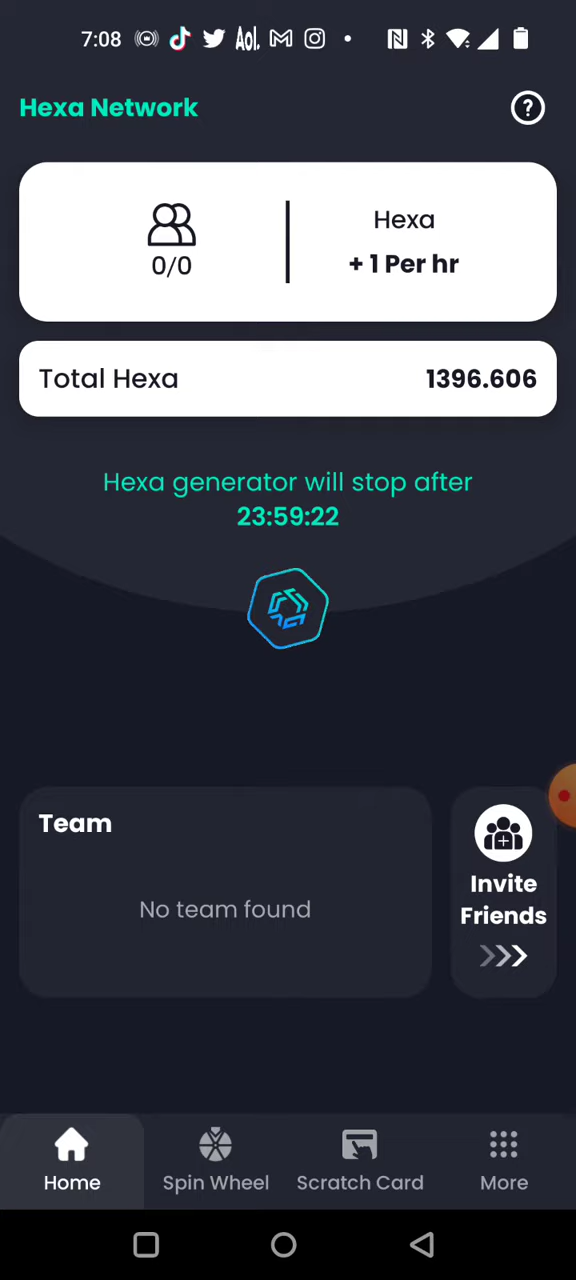 7:08 Aol.
Hexa Network ?
Hexa
0/0 + 1 Per hr
Total Hexa 1396.606
Hexa generator will stop after
23:59:22
Team
No team found
Invite
Friends
Home Spin Wheel Scratch Card More